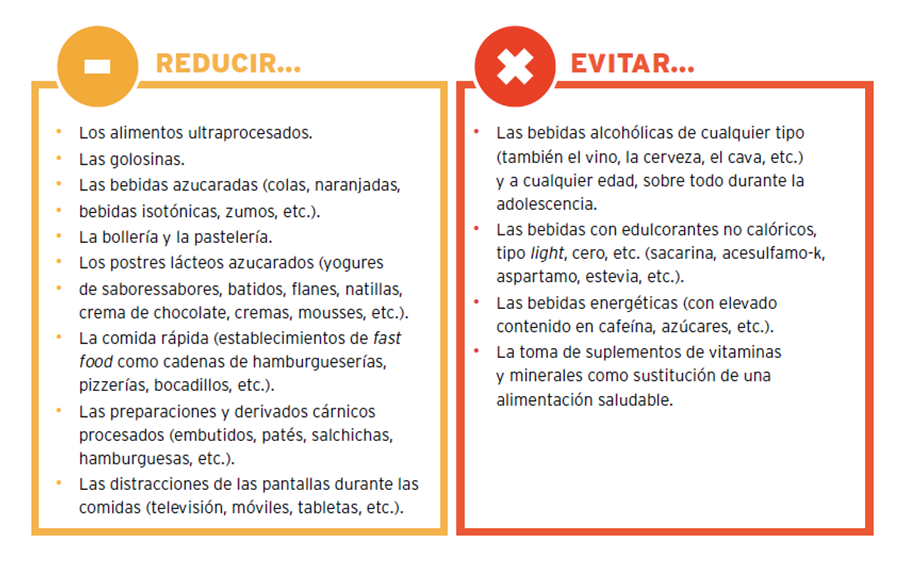 REDUCIR...
• Los alimentos ultraprocesados.
• Las golosinas.
• Las bebidas azucaradas (colas, naranjadas,
• bebidas isotónicas, zumos, etc.).
• La bollería y la pastelería.
• Los postres lácteos azucarados (yogures
• de saboressabores, batidos, flanes, natillas,
crema de chocolate, cremas, mousses, etc.).
• La comida rápida (establecimientos de fast
food como cadenas de hamburgueserías,
pizzerías, bocadillos, etc.).
• Las preparaciones y derivados cárnicos
procesados (embutidos, patés, salchichas,
hamburguesas, etc.).
• Las distracciones de las pantallas durante las
comidas (televisión, móviles, tabletas, etc.).
EVITAR...
• Las bebidas alcohólicas de cualquier tipo
(también el vino, la cerveza, el cava, etc.)
y a cualquier edad, sobre todo durante la
adolescencia.
• Las bebidas con edulcorantes no calóricos,
tipo light, cero, etc. (sacarina, acesulfamo-k,
aspartamo, estevia, etc.).
• Las bebidas energéticas (con elevado
contenido en cafeína, azúcares, etc.).
• La toma de suplementos de vitaminas
y minerales como sustitución de una
alimentación saludable.